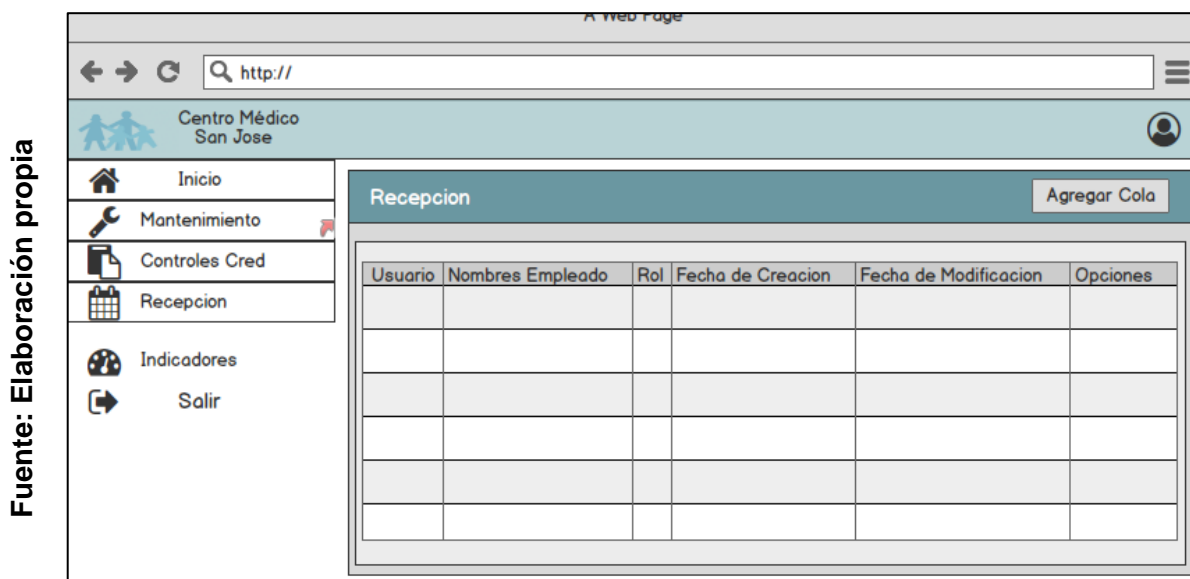 A Web Page
http://
Centro Médico
San Jose
Inicio
Mantenimiento
Controles Cred
Recepcion
Indicadores
Salir
Recepcion
Agregar Cola
Usuario Nombres Empleado Rol Fecha de Creacion Fecha de Modificacion Opciones
Fuente: Elaboración propia